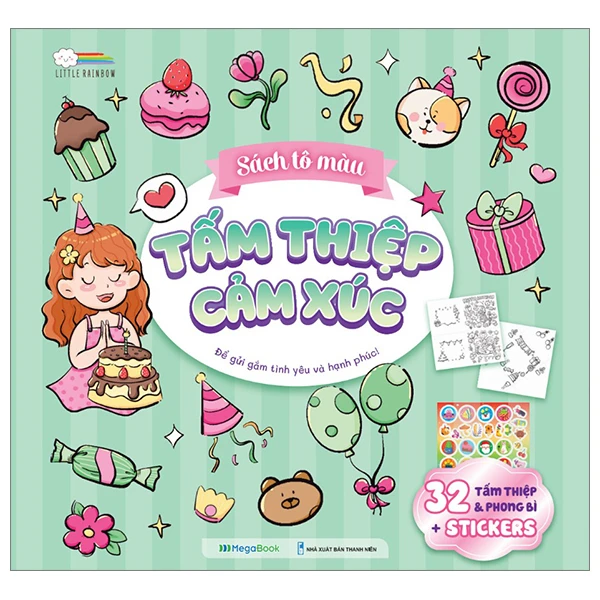 LITTLE RAINBOW
Sách tô màu
TẤM THIỆP
CẢM XÚC
Để gửi gắm tình yêu và hạnh phúc!
32 TẤM THIỆP
& PHONG BÌ
+ STICKERS
MegaBook
NHÀ XUẤT BẢN THANH NIÊN